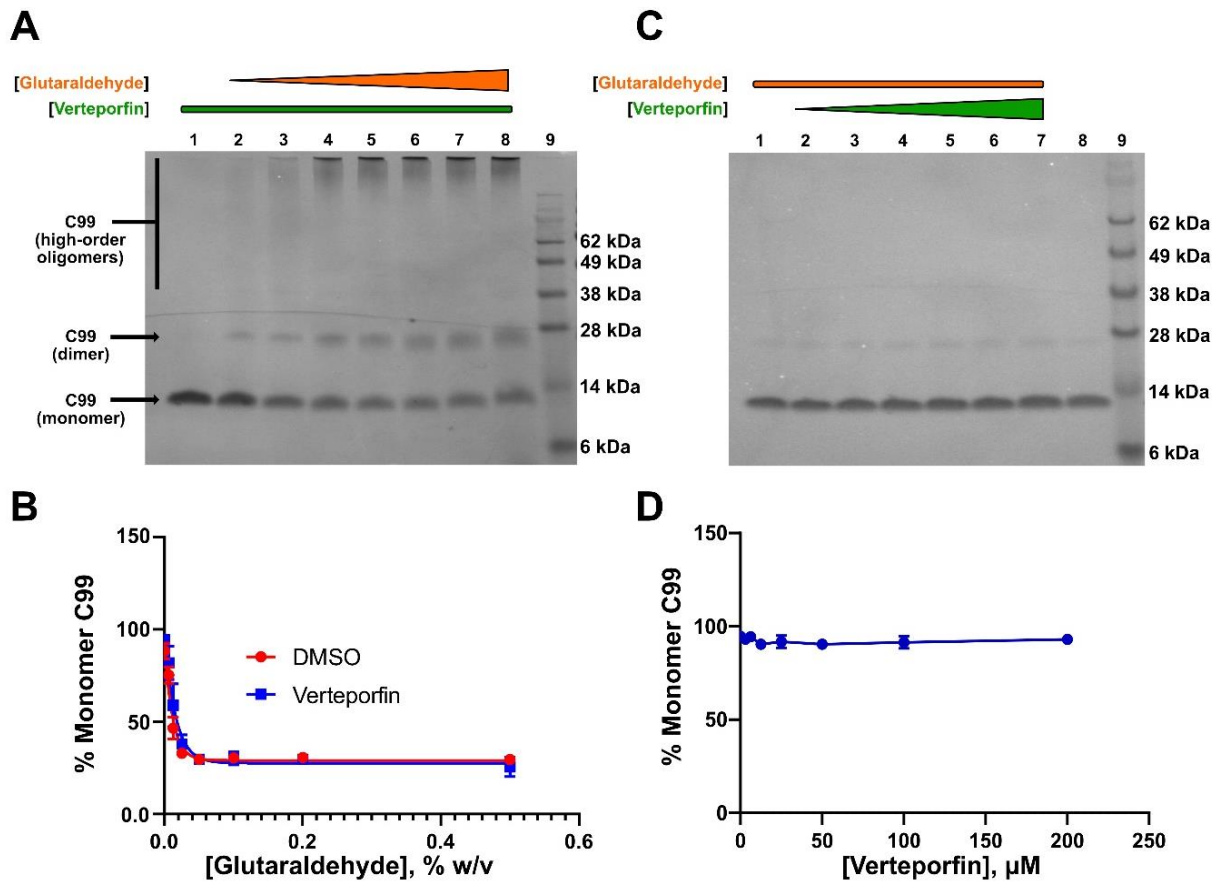 A
[Glutaraldehyde]
[Verteporfin]
1 2 3 4 5 6 7 8 9
C99
(high-order
oligomers)
C99
(dimer)
C99
(monomer)
62 kDa
49 kDa
38 kDa
28 kDa
14 kDa
6 kDa
C
[Glutaraldehyde]
[Verteporfin]
1 2 3 4 5 6 7 8 9
62 kDa
49 kDa
38 kDa
28 kDa
14 kDa
6 kDa
B
% Monomer C99
150
100
50
0.0
DMSO
Verteporfin
0.0 0.2 0.4 0.6
[Glutaraldehyde], % w/v
D
% Monomer C99
150
100
50
0
0 50 100 150 200 250
[Verteporfin], µM